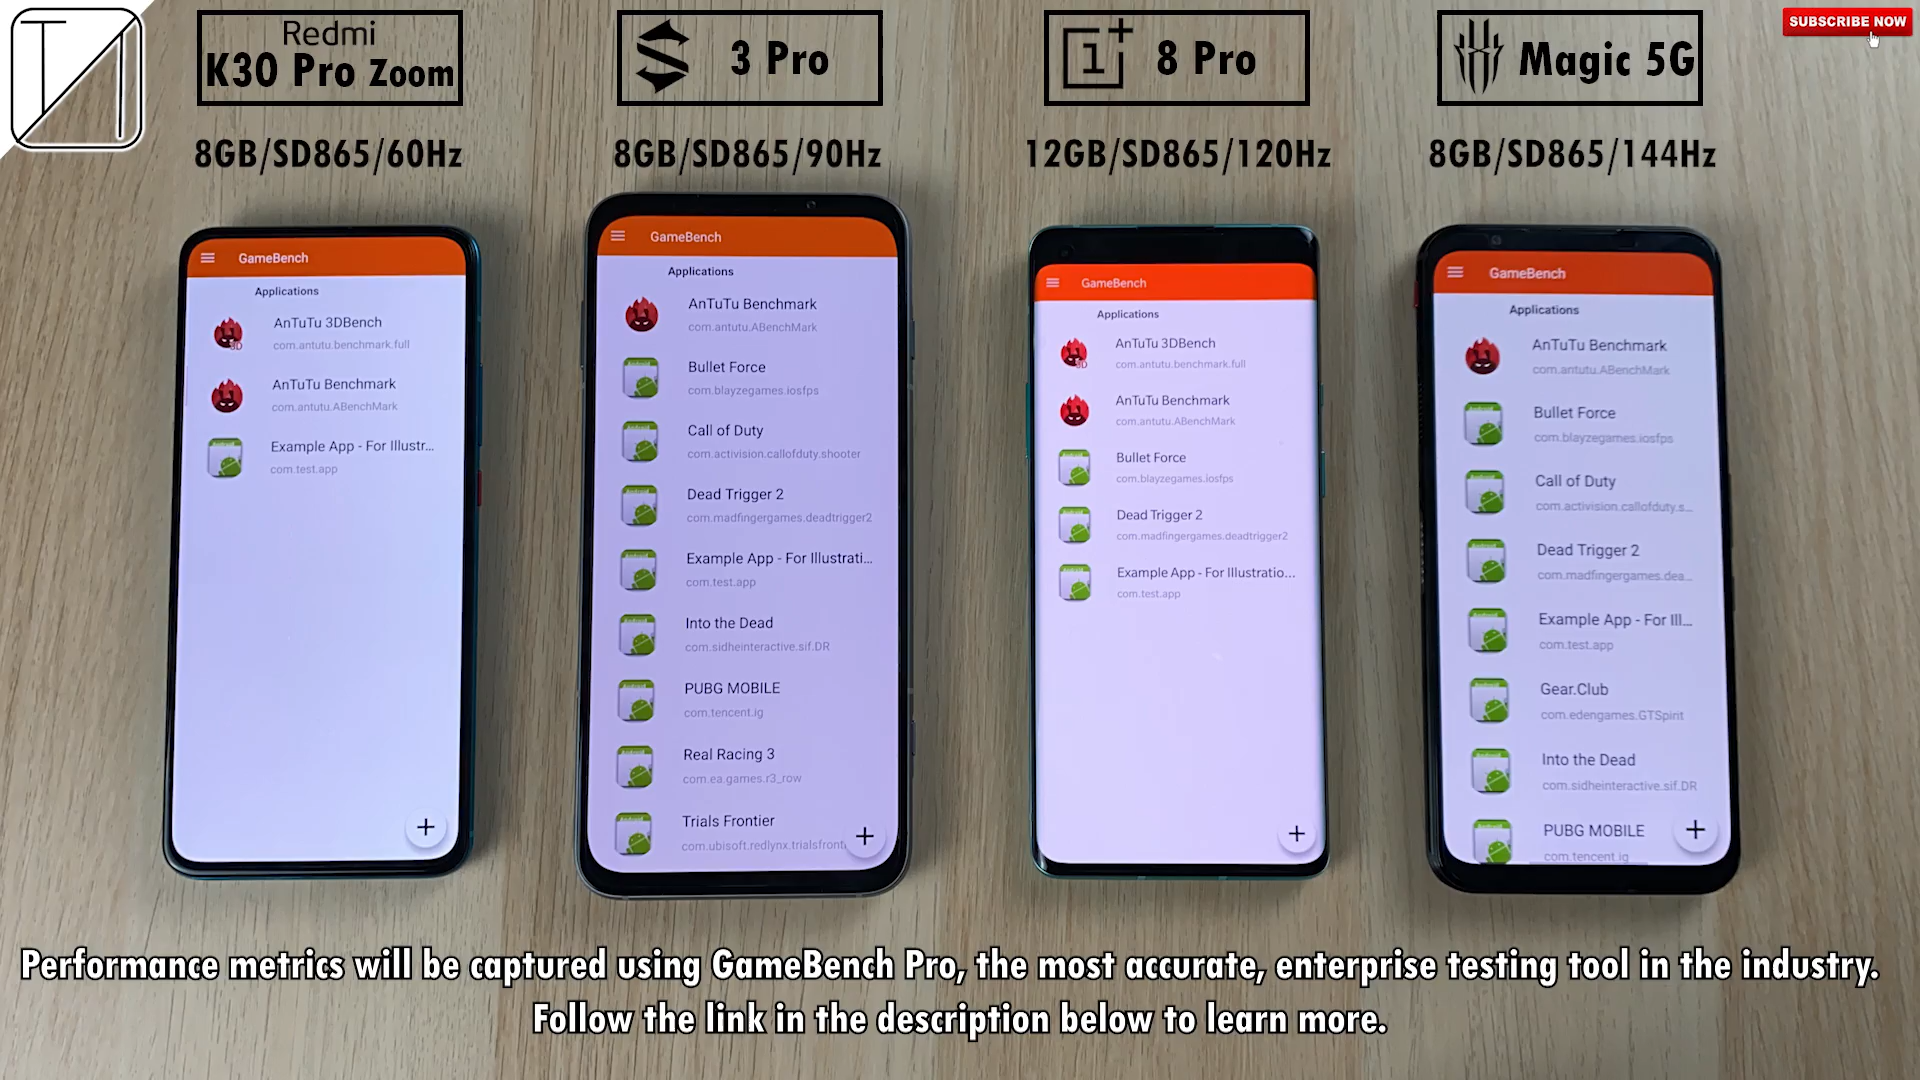 SUBSCRIBE NOW
Redmi
K30 Pro Zoom
3 Pro
8 Pro
Magic 5G
8GB/SD865/60Hz
8GB/SD865/90Hz
12GB/SD865/120Hz
8GB/SD865/144Hz
GameBench
Applications
AnTuTu 3DBench
com.antutu.benchmark.full
AnTuTu Benchmark
com.antutu.ABenchMark
Example App - For Illustr...
com.test.app
GameBench
Applications
AnTuTu Benchmark
com.antutu.ABenchMark
Bullet Force
com.blayzegames.iosfps
Call of Duty
com.activision.callofduty.shooter
Dead Trigger 2
com.madfingergames.deadtrigger2
Example App - For Illustrati...
com.test.app
Into the Dead
com.sidheinteractive.sif.DR
PUBG MOBILE
com.tencent.ig
Real Racing 3
com.ea.games.r3_row
Trials Frontier
com.ubisoft.redlynx.trialsfront
GameBench
Applications
AnTuTu 3DBench
com.antutu.benchmark.full
AnTuTu Benchmark
com.antutu.ABenchMark
Bullet Force
com.blayzegames.iosfps
Dead Trigger 2
com.madfingergames.deadtrigger2
Example App - For Illustratio...
com.test.app
GameBench
Applications
AnTuTu Benchmark
com.antutu.ABenchMark
Bullet Force
com.blayzegames.iosfps
Call of Duty
com.activision.callofduty.s...
Dead Trigger 2
com.madfingergames.dea...
Example App - For Ill...
com.test.app
Gear.Club
com.edengames.GTSpirit
Into the Dead
com.sidheinteractive.sif.DR
PUBG MOBILE
com.tencent.ig
Performance metrics will be captured using GameBench Pro, the most accurate, enterprise testing tool in the industry.
Follow the link in the description below to learn more.